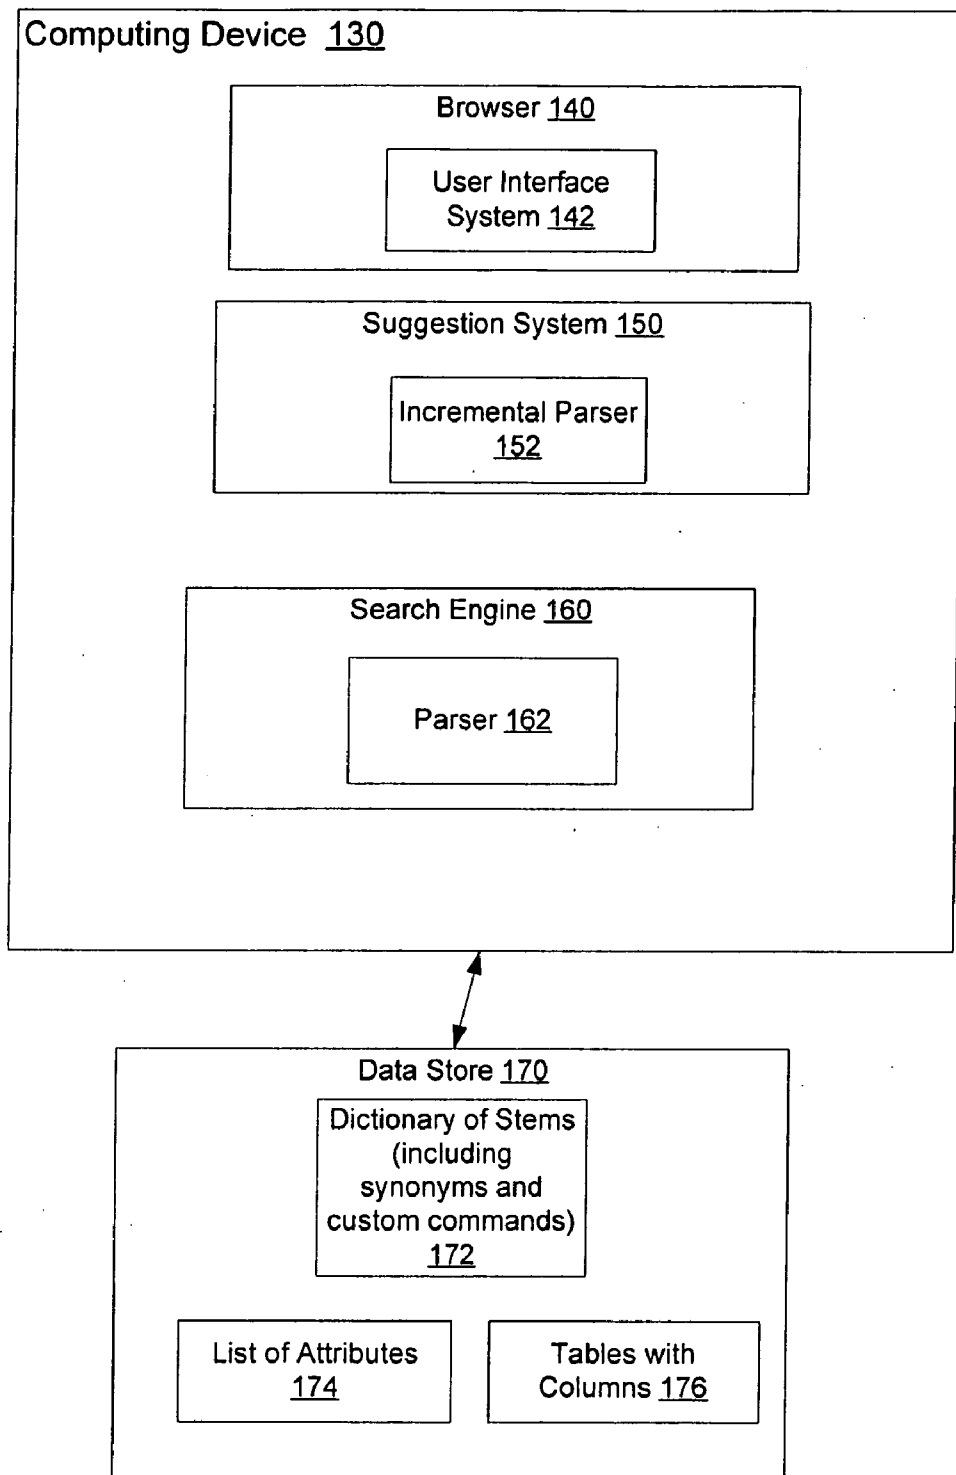 Computing Device 130
Browser 140
User Interface
System 142
Suggestion System 150
Incremental Parser
152
Search Engine 160
Parser 162
Data Store 170
Dictionary of Stems
(including
synonyms and
custom commands)
172
List of Attributes
174
Tables with
Columns 176